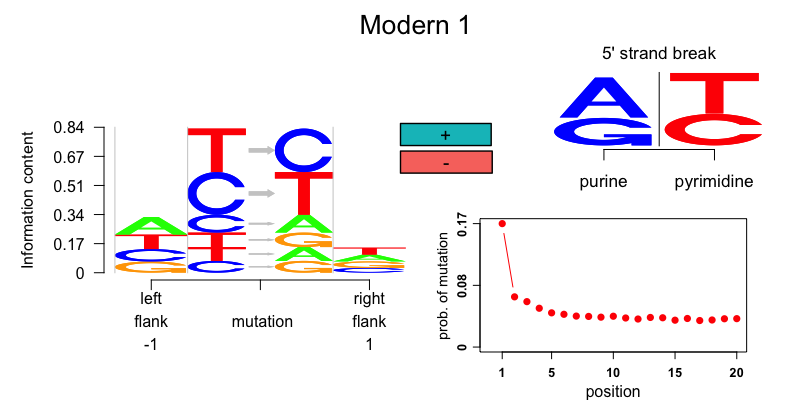 Modern 1
5' strand break
A T
G C
purine
pyrimidine
+
-
Information content
0.84
0.67
0.51
0.34
0.17
0
A
T
C
G
T C
C T
C A
T G
T A
C G
T
A
G
C
left
flank
-1
mutation
right
flank
1
prob. of mutation
0.17
0.08
0
1 5 10 15 20
position